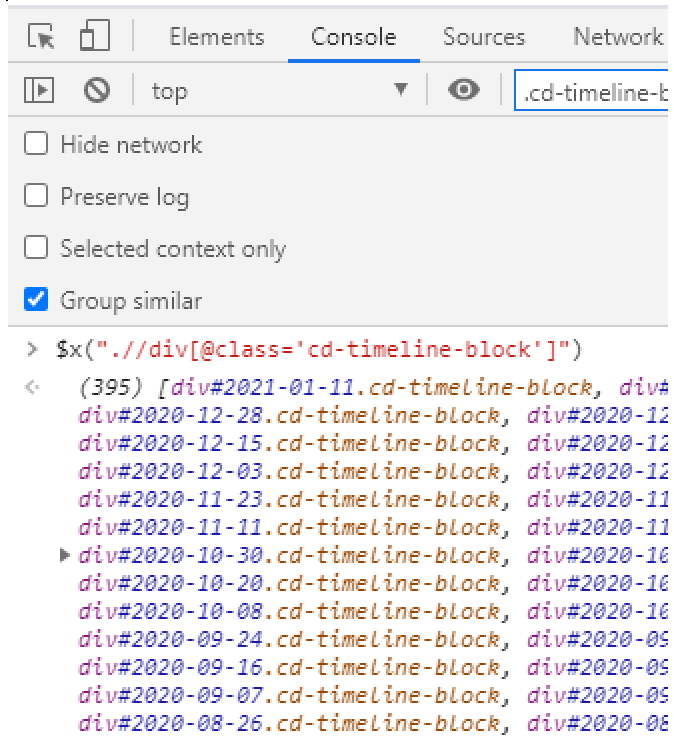 Elements Console Sources Network
top ▼ .cd-timeline-b
Hide network
Preserve log
Selected context only
Group similar
> $x(".//div[@class='cd-timeline-block']")
(395) [div#2021-01-11.cd-timeline-block, div#
div#2020-12-28.cd-timeline-block, div#2020-12
div#2020-12-15.cd-timeline-block, div#2020-12
div#2020-12-03.cd-timeline-block, div#2020-12
div#2020-11-23.cd-timeline-block, div#2020-11
div#2020-11-11.cd-timeline-block, div#2020-11
div#2020-10-30.cd-timeline-block, div#2020-10
div#2020-10-20.cd-timeline-block, div#2020-10
div#2020-10-08.cd-timeline-block, div#2020-10
div#2020-09-24.cd-timeline-block, div#2020-09
div#2020-09-16.cd-timeline-block, div#2020-09
div#2020-09-07.cd-timeline-block, div#2020-09
div#2020-08-26.cd-timeline-block, div#2020-08